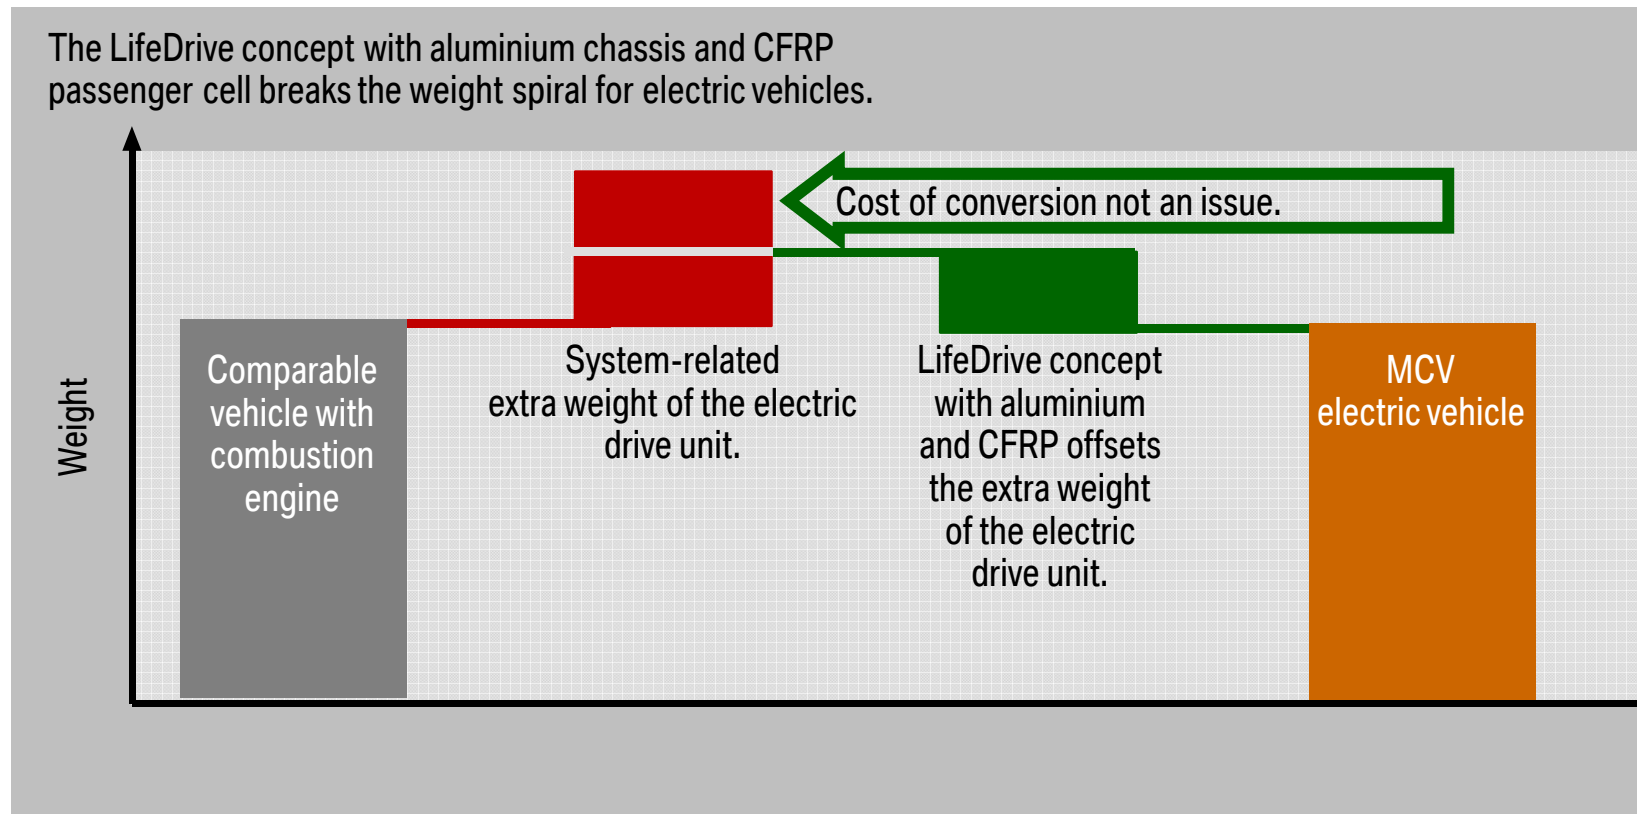 The LifeDrive concept with aluminium chassis and CFRP
passenger cell breaks the weight spiral for electric vehicles.
Cost of conversion not an issue.
Weight
Comparable
vehicle with
combustion
engine
System-related
extra weight of the electric
drive unit.
LifeDrive concept
with aluminium
and CFRP offsets
the extra weight
of the electric
drive unit.
MCV
electric vehicle